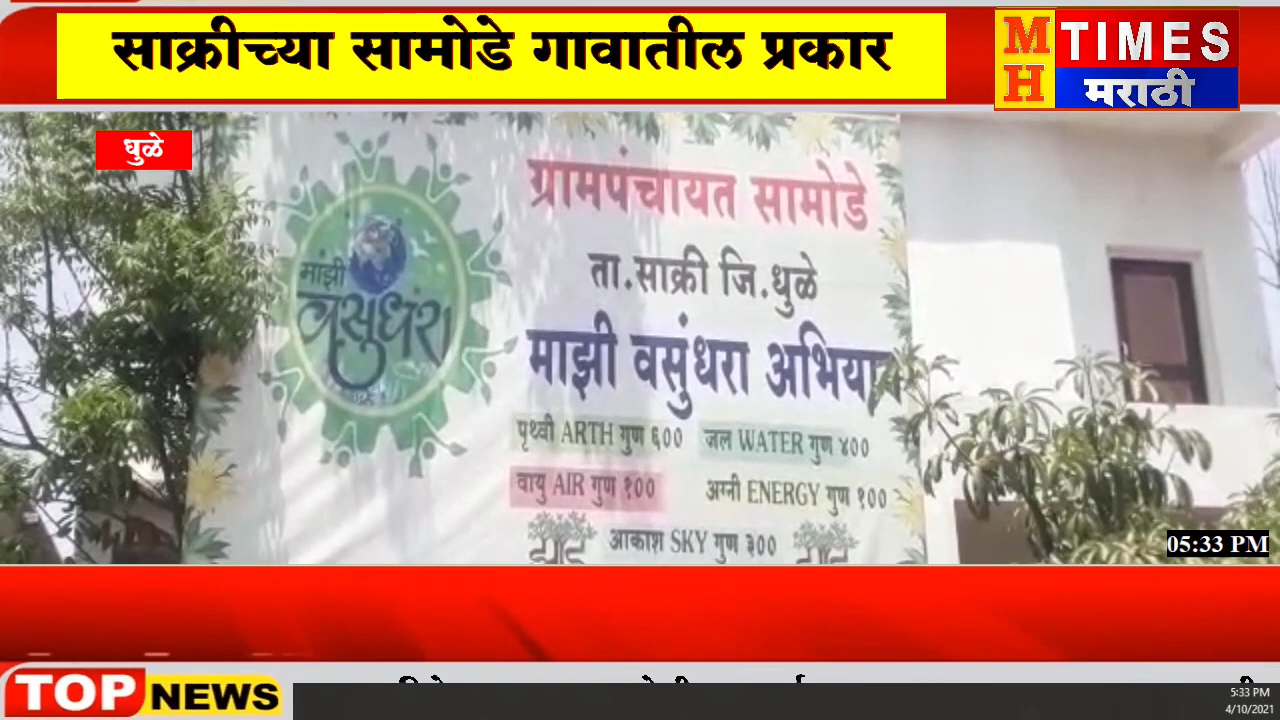 साक्रीच्या सामोडे गावातील प्रकार
MH TIMES
मराठी
धुळे
ग्रामपंचायत सामोडे
ता.साक्री जि.धुळे
माझी वसुंधरा अभियान
माझी
वसुंधरा
पृथ्वी ARTH गुण ६०० जल WATER गुण ४००
वायु AIR गुण १०० अग्नी ENERGY गुण १००
आकाश SKY गुण ३००
05:33 PM
TOP NEWS
5:33 PM
4/10/2021